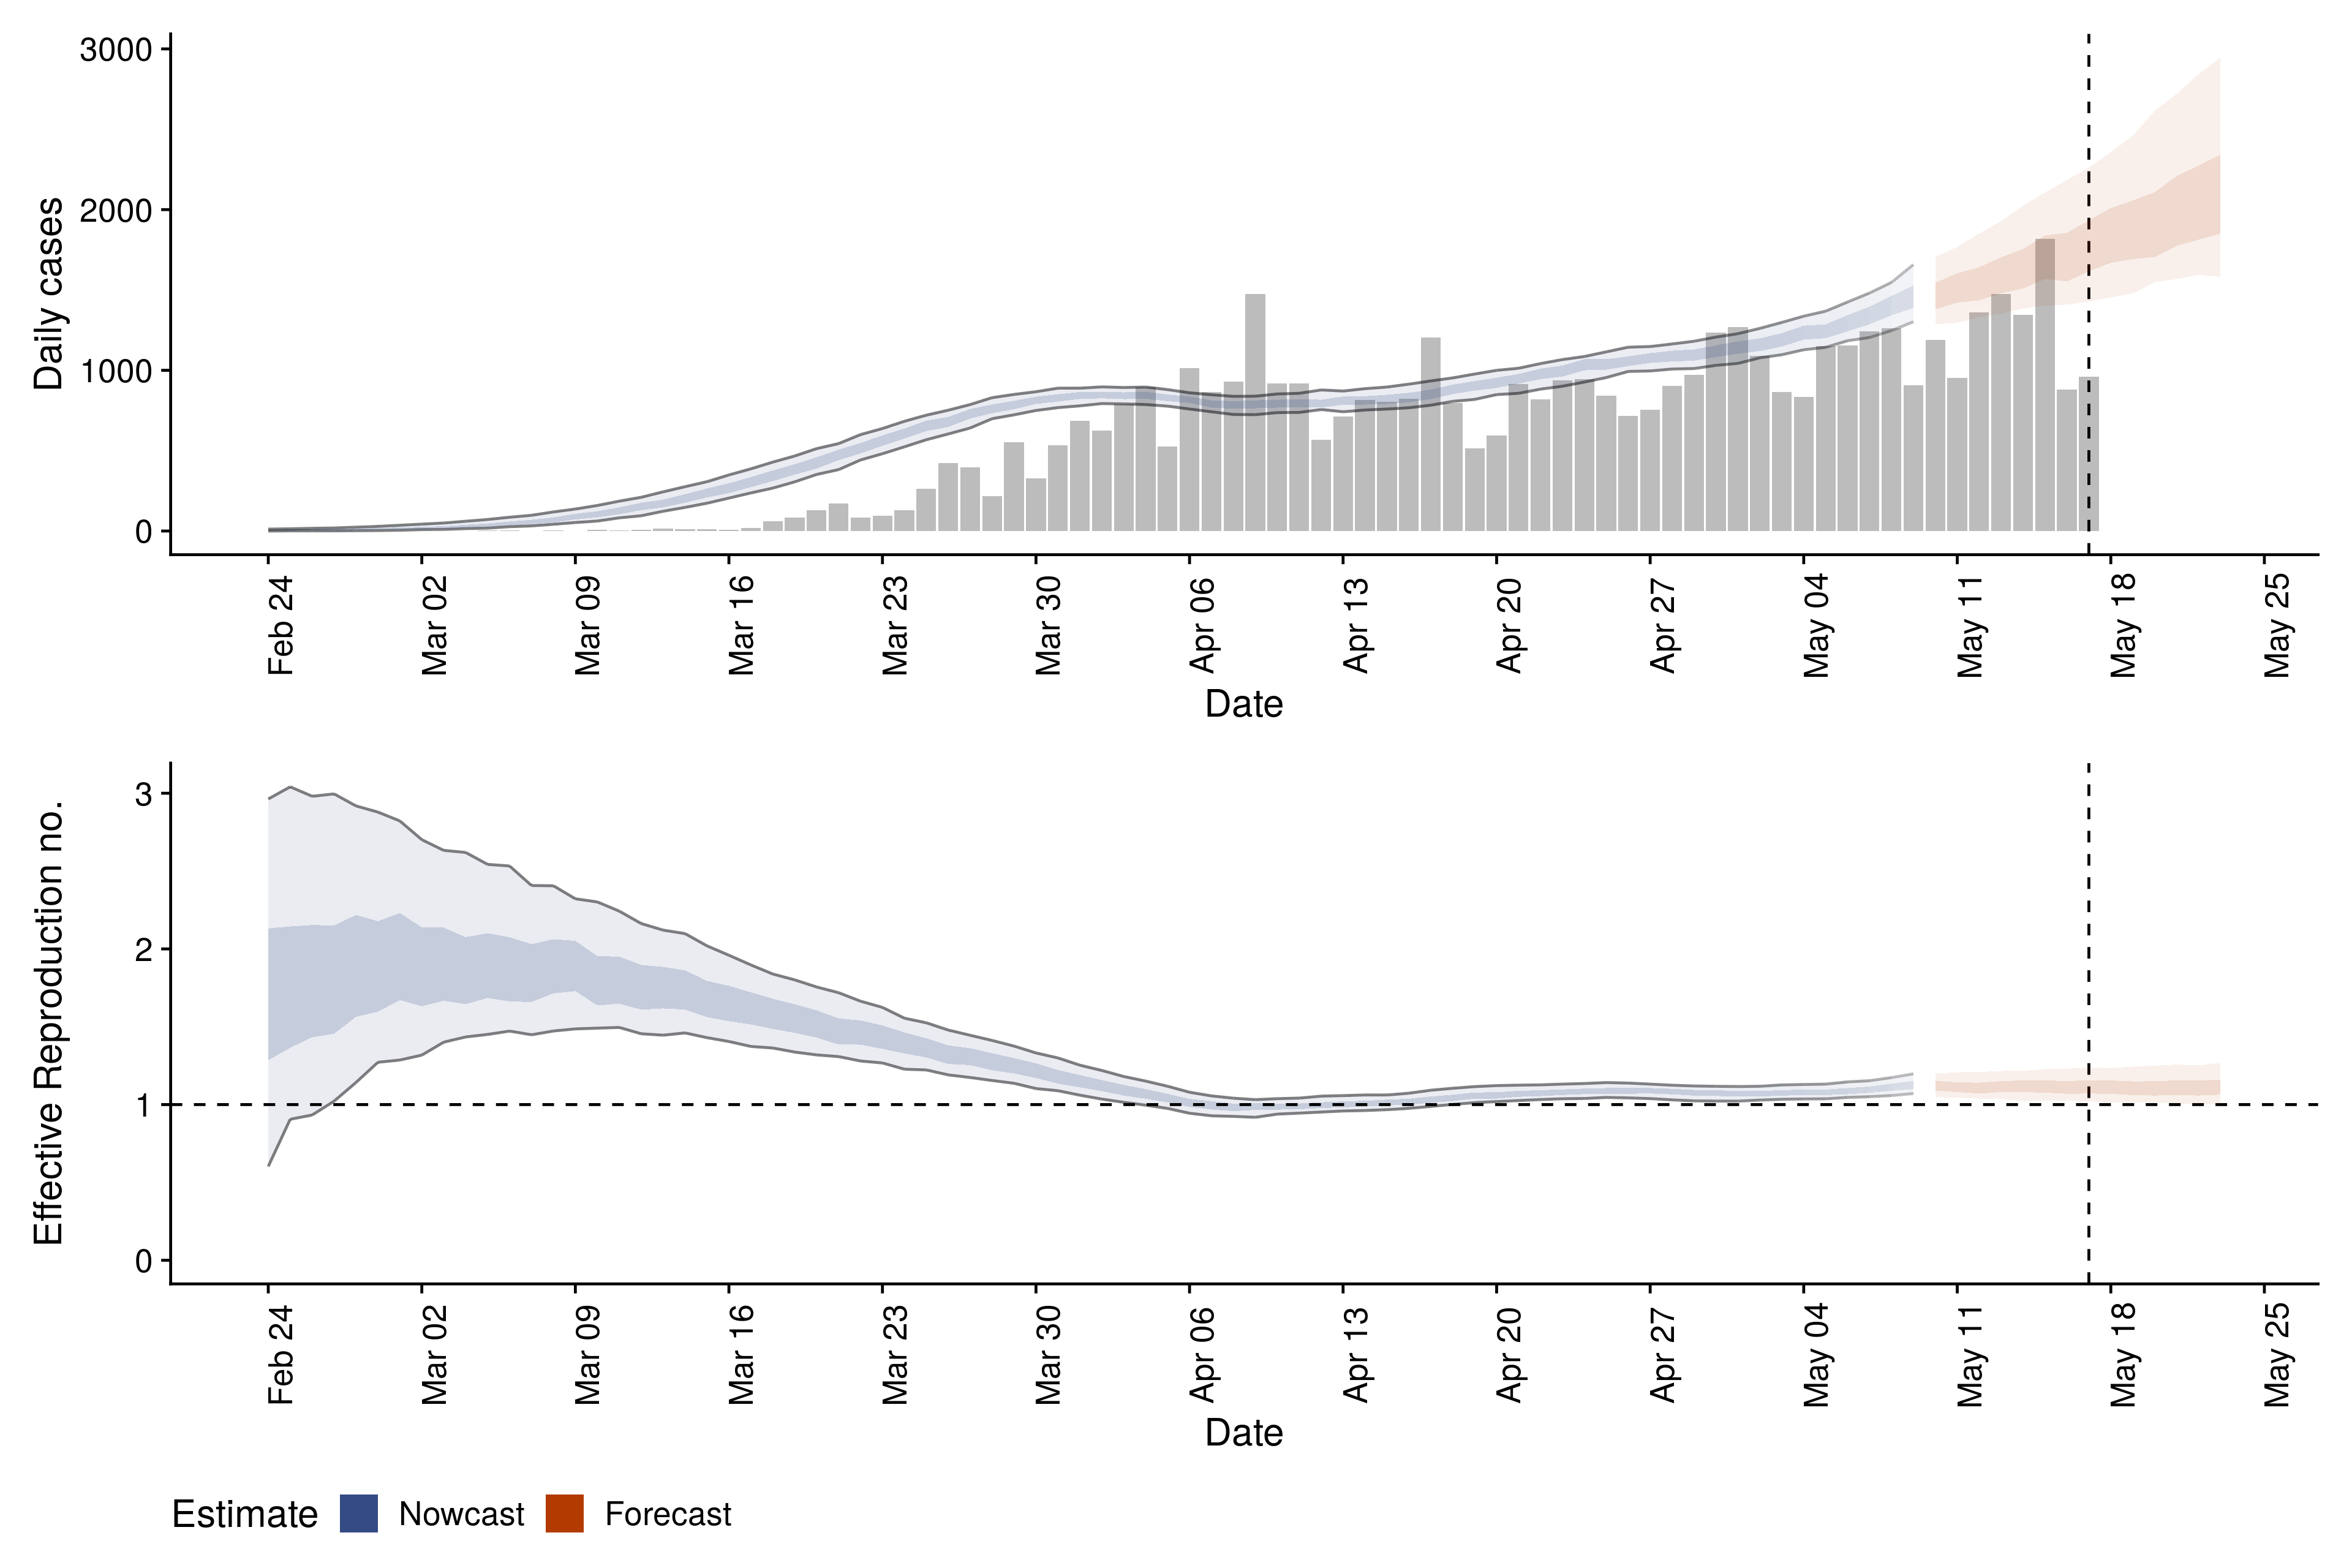 3000
2000
1000
0
Daily cases
Feb 24
Mar 02
Mar 09
Mar 16
Mar 23
Mar 30
Apr 06
Apr 13
Apr 20
Apr 27
May 04
May 11
May 18
May 25
Date
3
2
1
0
Effective Reproduction no.
Feb 24
Mar 02
Mar 09
Mar 16
Mar 23
Mar 30
Apr 06
Apr 13
Apr 20
Apr 27
May 04
May 11
May 18
May 25
Date
Estimate Nowcast Forecast